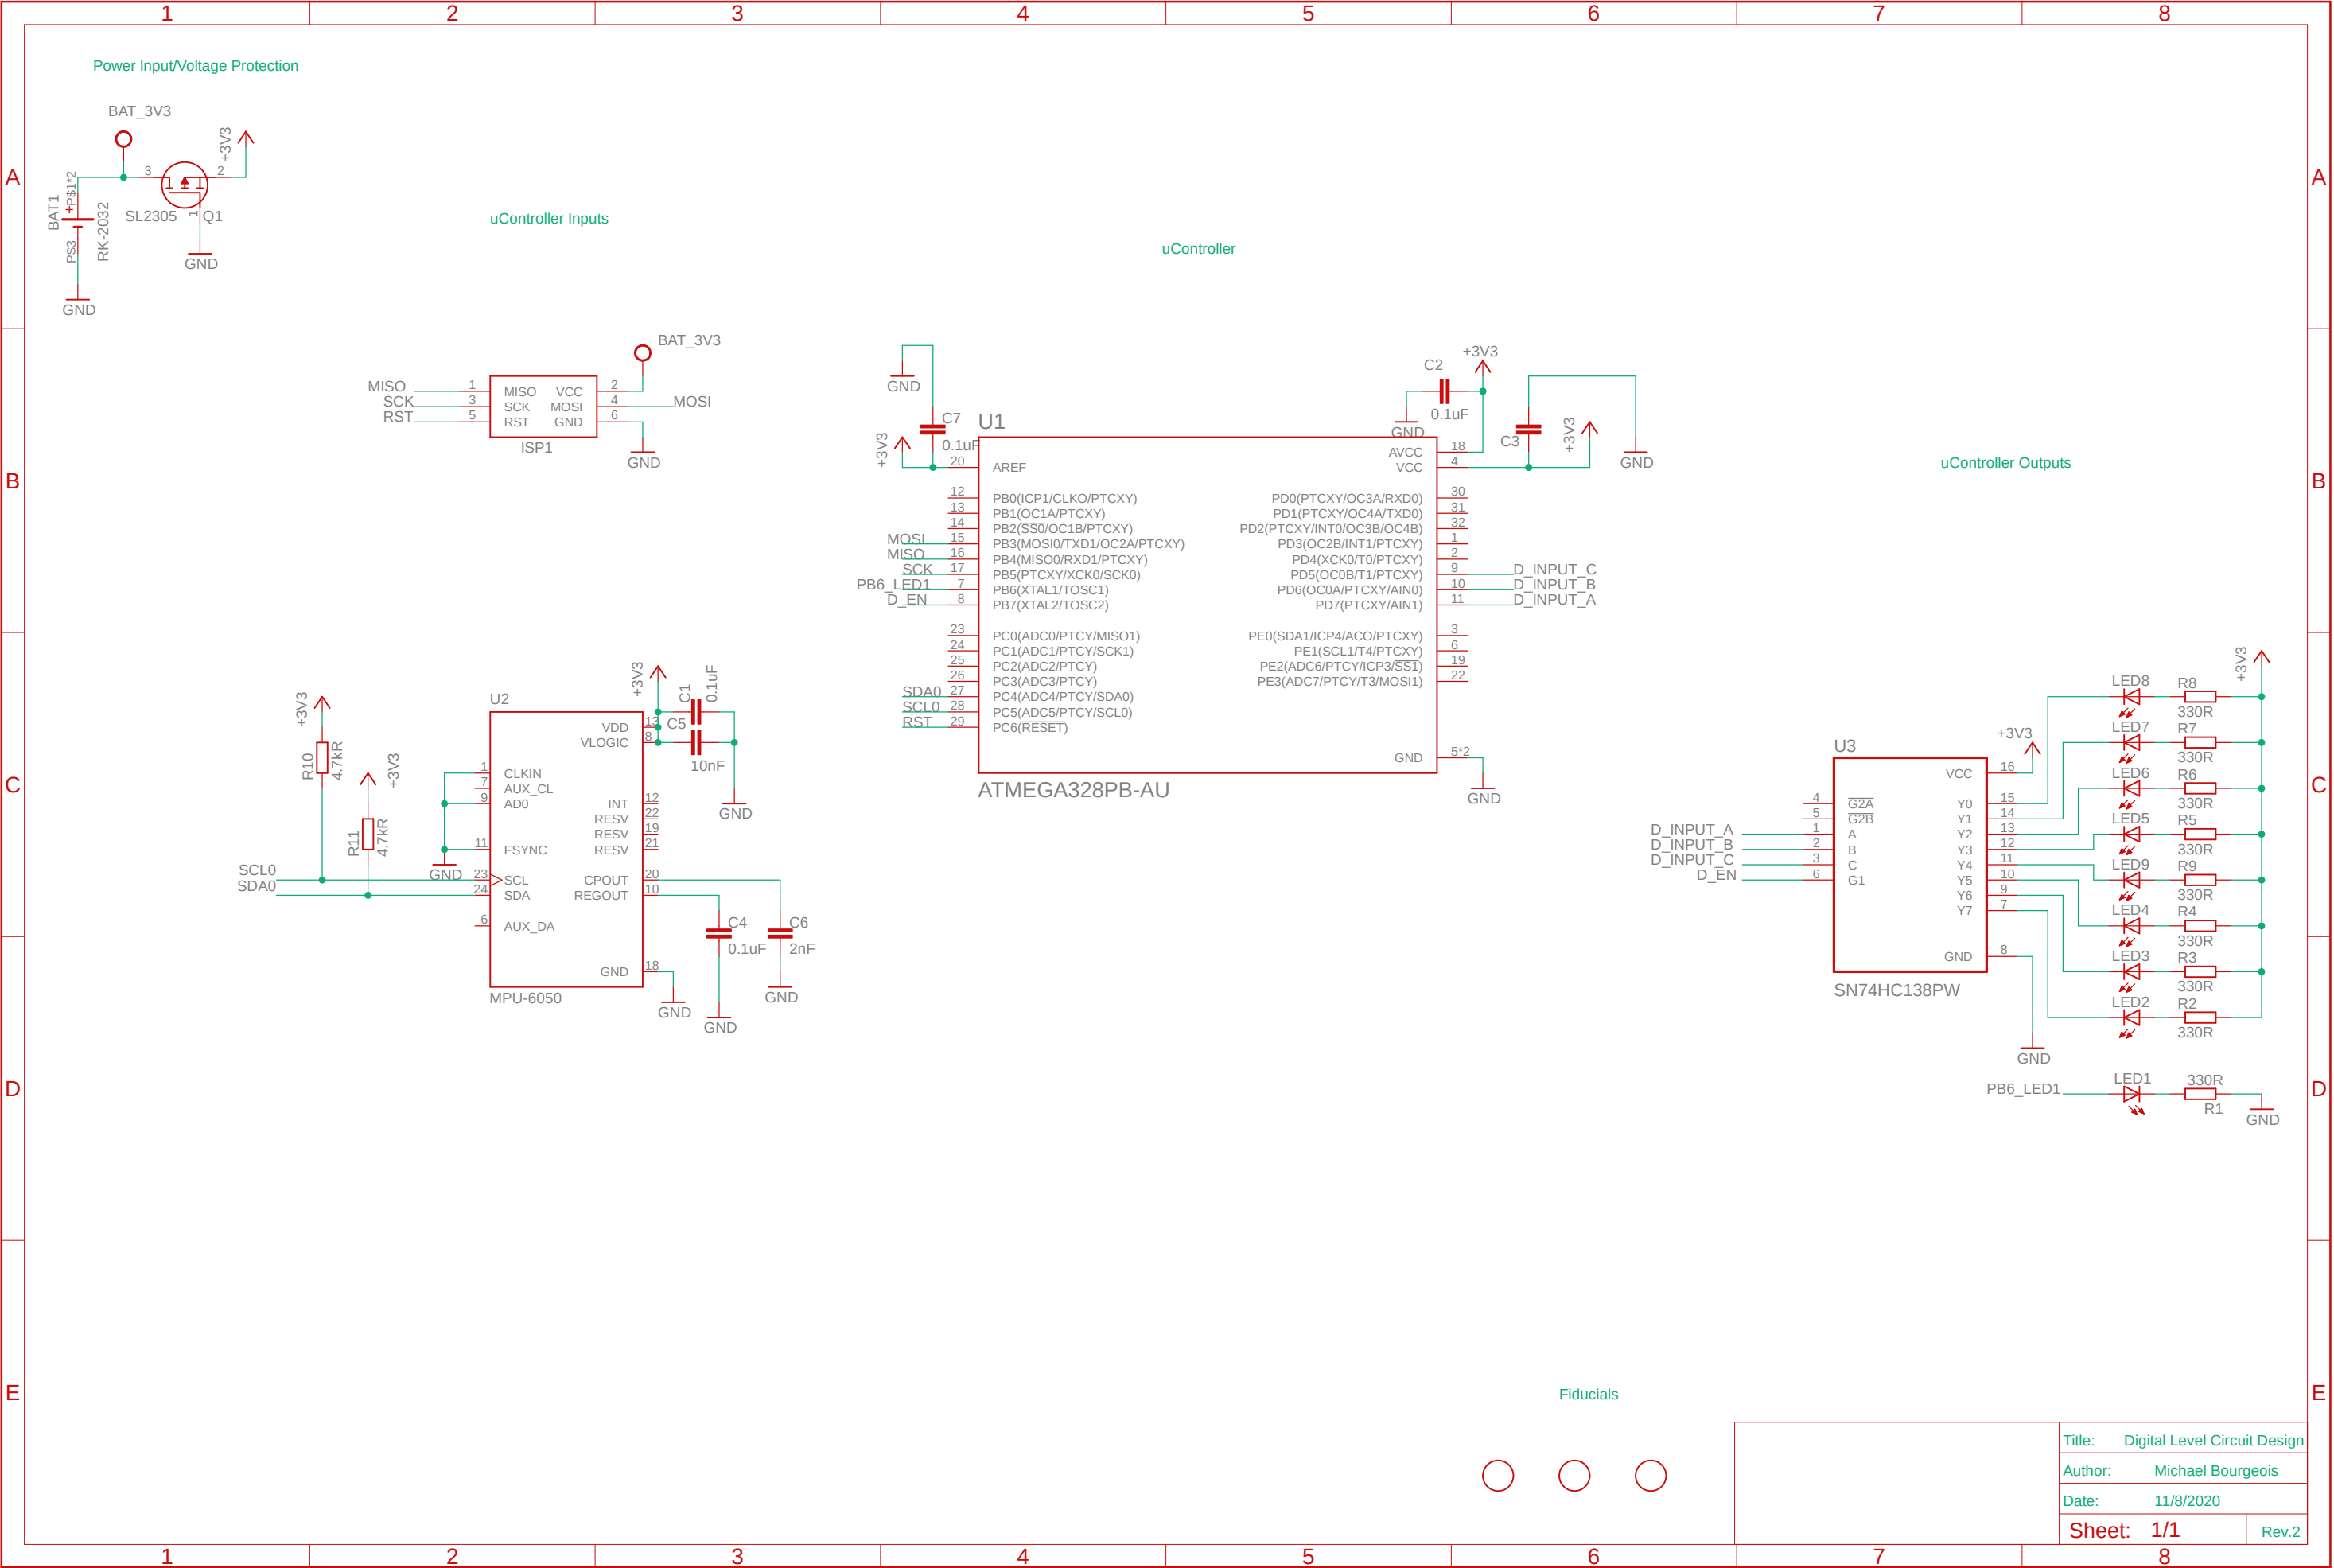 1 2 3 4 5 6 7 8
A A
B B
C C
D D
E E
Power Input/Voltage Protection
BAT_3V3
+3V3
3
2
1
P$1*2
BAT1
+
P$3
RK-2032
SL2305
Q1
GND
GND
uController Inputs
BAT_3V3
MISO 1 MISO VCC 2
SCK 3 SCK MOSI 4 MOSI
RST 5 RST GND 6
ISP1
GND
+3V3
R10
4.7kR
+3V3
R11
4.7kR
SCL0
SDA0
GND
U2
+3V3
C1
0.1uF
C5
10nF
GND
VDD 13
VLOGIC 8
1 CLKIN
7 AUX_CL
9 AD0
INT 12
RESV 22
RESV 19
11 FSYNC
RESV 21
23 SCL
CPOUT 20
24 SDA
REGOUT 10
6 AUX_DA
GND 18
MPU-6050
C4
0.1uF
C6
2nF
GND
GND
GND
uController
GND
+3V3
C7
0.1uF
U1
C2
0.1uF
+3V3
GND
C3
+3V3
GND
AVCC 18
20 AREF
VCC 4
12 PB0(ICP1/CLKO/PTCXY)
PD0(PTCXY/OC3A/RXD0) 30
13 PB1(OC1A/PTCXY)
PD1(PTCXY/OC4A/TXD0) 31
14 PB2(SS0/OC1B/PTCXY)
PD2(PTCXY/INT0/OC3B/OC4B) 32
MOSI 15 PB3(MOSI0/TXD1/OC2A/PTCXY)
PD3(OC2B/INT1/PTCXY) 1
MISO 16 PB4(MISO0/RXD1/PTCXY)
PD4(XCK0/T0/PTCXY) 2
SCK 17 PB5(PTCXY/XCK0/SCK0)
PD5(OC0B/T1/PTCXY) 9 D_INPUT_C
PB6_LED1 7 PB6(XTAL1/TOSC1)
PD6(OC0A/PTCXY/AIN0) 10 D_INPUT_B
D_EN 8 PB7(XTAL2/TOSC2)
PD7(PTCXY/AIN1) 11 D_INPUT_A
23 PC0(ADC0/PTCY/MISO1)
PE0(SDA1/ICP4/ACO/PTCXY) 3
24 PC1(ADC1/PTCY/SCK1)
PE1(SCL1/T4/PTCXY) 6
25 PC2(ADC2/PTCY)
PE2(ADC6/PTCY/ICP3/SS1) 19
26 PC3(ADC3/PTCY)
PE3(ADC7/PTCY/T3/MOSI1) 22
SDA0 27 PC4(ADC4/PTCY/SDA0)
SCL0 28 PC5(ADC5/PTCY/SCL0)
RST 29 PC6(RESET)
GND 5*2
GND
ATMEGA328PB-AU
uController Outputs
U3
+3V3
VCC 16
4 G2A
Y0 15
5 G2B
Y1 14
D_INPUT_A 1 A
Y2 13
D_INPUT_B 2 B
Y3 12
D_INPUT_C 3 C
Y4 11
D_EN 6 G1
Y5 10
Y6 9
Y7 7
GND 8
SN74HC138PW
GND
+3V3
LED8 R8
330R
LED7 R7
330R
LED6 R6
330R
LED5 R5
330R
LED9 R9
330R
LED4 R4
330R
LED3 R3
330R
LED2 R2
330R
PB6_LED1 LED1 330R
R1
GND
Fiducials
Title: Digital Level Circuit Design
Author: Michael Bourgeois
Date: 11/8/2020
Sheet: 1/1 Rev.2
1 2 3 4 5 6 7 8